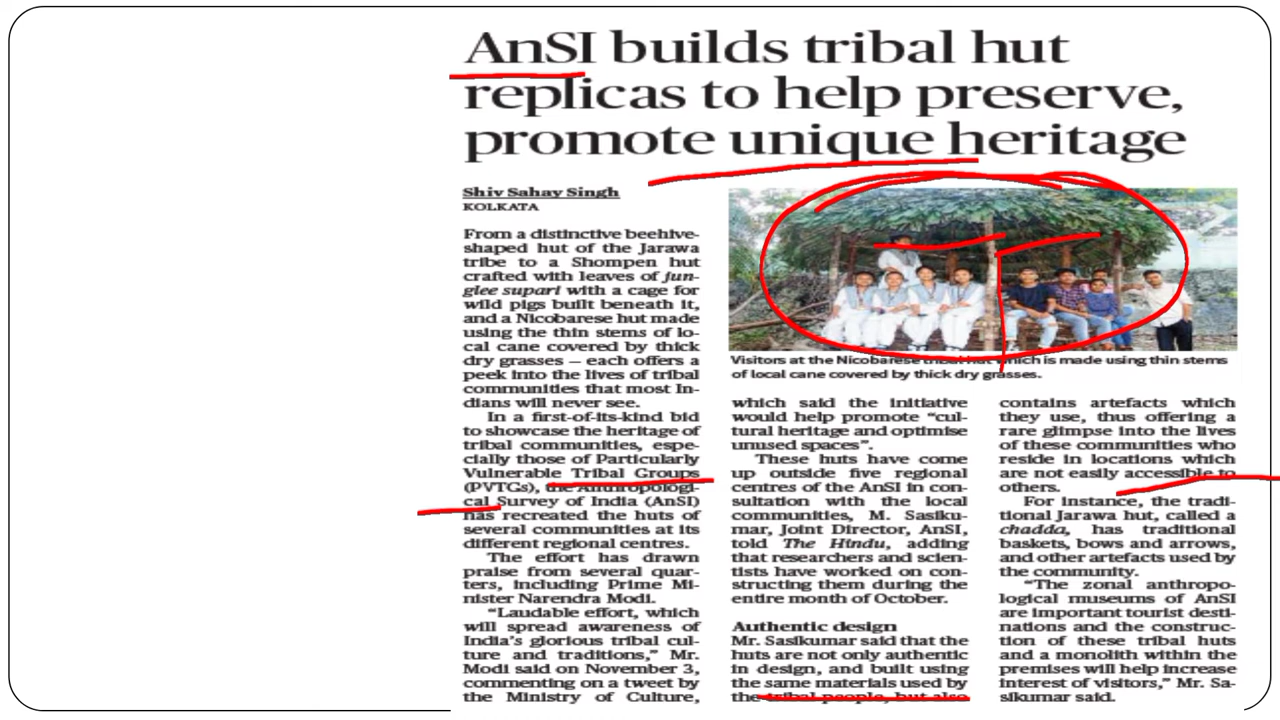 AnSI builds tribal hut
replicas to help preserve,
promote unique heritage
Shiv Sahay Singh
KOLKATA
From a distinctive beehive-
shaped hut of the Jarawa
tribe to a Shompen hut
crafted with leaves of jun-
glee supari with a cage for
wild pigs built beneath it,
and a Nicobarese hut made
using the thin stems of lo-
cal cane covered by thick
dry grasses – each offers a
peek into the lives of tribal
communities that most In-
dians will never see.
In a first-of-its-kind bid
to showcase the heritage of
tribal communities, espe-
cially those of Particularly
Vulnerable Tribal Groups
(PVTGs), the Anthropologi-
cal Survey of India (AnSI)
has recreated the huts of
several communities at its
different regional centres.
The effort has drawn
praise from several quar-
ters, including Prime Mi-
nister Narendra Modi.
“Laudable effort, which
will spread awareness of
India’s glorious tribal cul-
ture and traditions,” Mr.
Modi said on November 3,
commenting on a tweet by
the Ministry of Culture,
Visitors at the Nicobarese tribal hut which is made using thin stems
of local cane covered by thick dry grasses.
which said the initiative
would help promote “cul-
tural heritage and optimise
unused spaces”.
These huts have come
up outside five regional
centres of the AnSI in con-
sultation with the local
communities, M. Sasiku-
mar, Joint Director, AnSI,
told The Hindu, adding
that researchers and scien-
tists have worked on con-
structing them during the
entire month of October.
Authentic design
Mr. Sasikumar said that the
huts are not only authentic
in design, and built using
the same materials used by
the tribal people, but also
contains artefacts which
they use, thus offering a
rare glimpse into the lives
of these communities who
reside in locations which
are not easily accessible to
others.
For instance, the tradi-
tional Jarawa hut, called a
chadda, has traditional
baskets, bows and arrows,
and other artefacts used by
the community.
“The zonal anthropo-
logical museums of AnSI
are important tourist desti-
nations and the construc-
tion of these tribal huts
and a monolith within the
premises will help increase
interest of visitors,” Mr. Sa-
sikumar said.